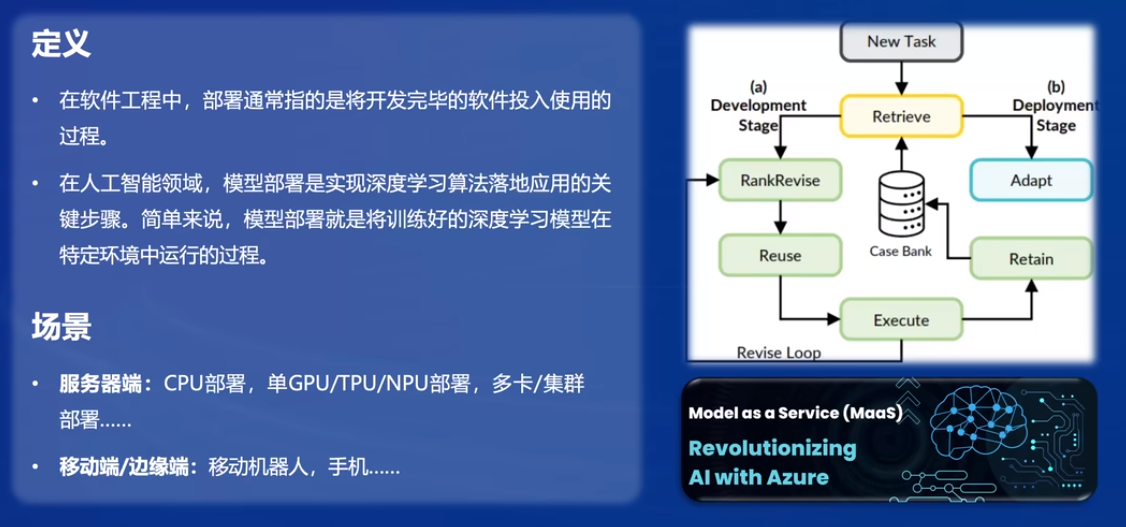 定义
• 在软件工程中，部署通常指的是将开发完毕的软件投入使用的
过程。
• 在人工智能领域，模型部署是实现深度学习算法落地应用的关
键步骤。简单来说，模型部署就是将训练好的深度学习模型在
特定环境中运行的过程。
场景
• 服务器端：CPU部署，单GPU/TPU/NPU部署，多卡/集群
部署......
• 移动端/边缘端：移动机器人，手机......
New Task
(a)
Development
Stage
Retrieve
(b)
Deployment
Stage
RankRevise
Adapt
Case Bank
Reuse
Retain
Execute
Revise Loop
Model as a Service (MaaS)
Revolutionizing
AI with Azure